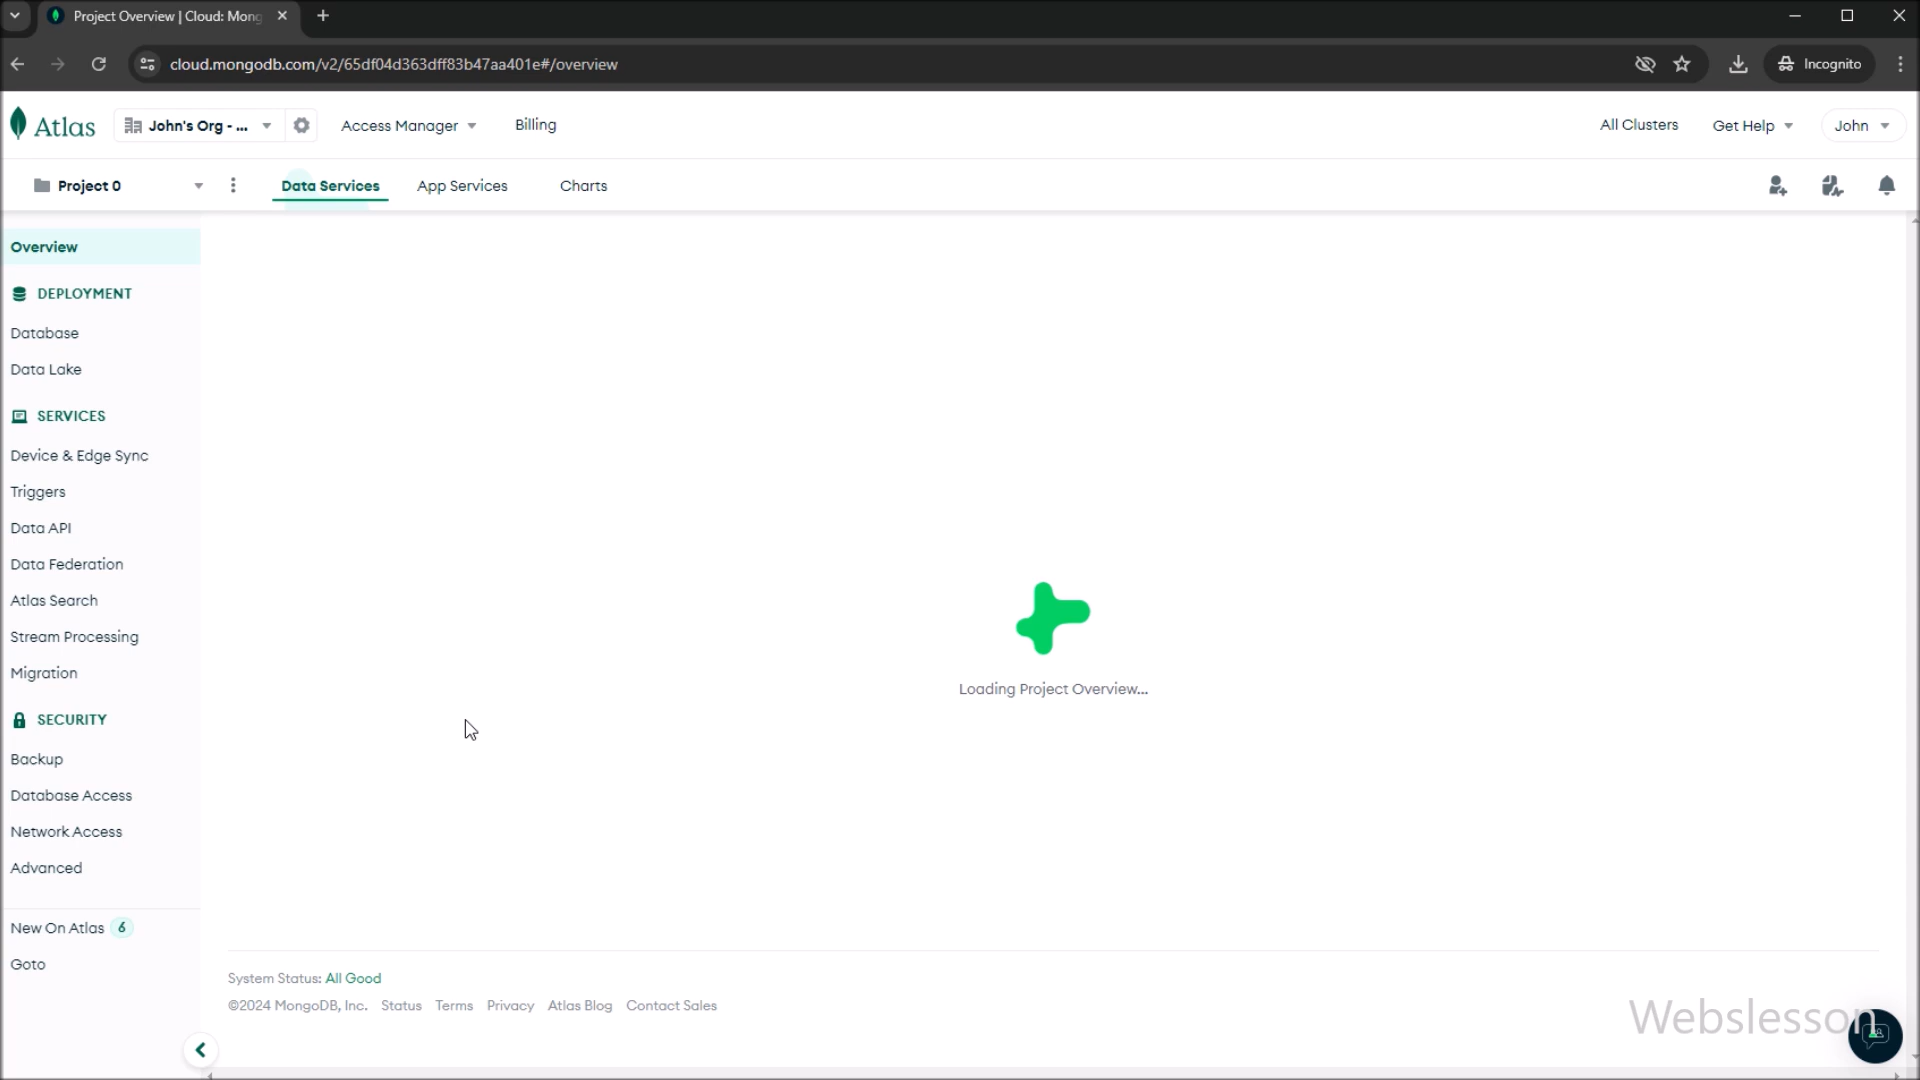 Project Overview | Cloud: Mong
cloud.mongodb.com/v2/65df04d363dff83b47aa401e#/overview
Incognito
Atlas
John's Org - ...
Access Manager
Billing
All Clusters
Get Help
John
Project 0
Data Services
App Services
Charts
Overview
DEPLOYMENT
Database
Data Lake
SERVICES
Device & Edge Sync
Triggers
Data API
Data Federation
Atlas Search
Stream Processing
Migration
SECURITY
Backup
Database Access
Network Access
Advanced
New On Atlas 6
Goto
Loading Project Overview...
System Status: All Good
©2024 MongoDB, Inc. Status Terms Privacy Atlas Blog Contact Sales
Webslesson